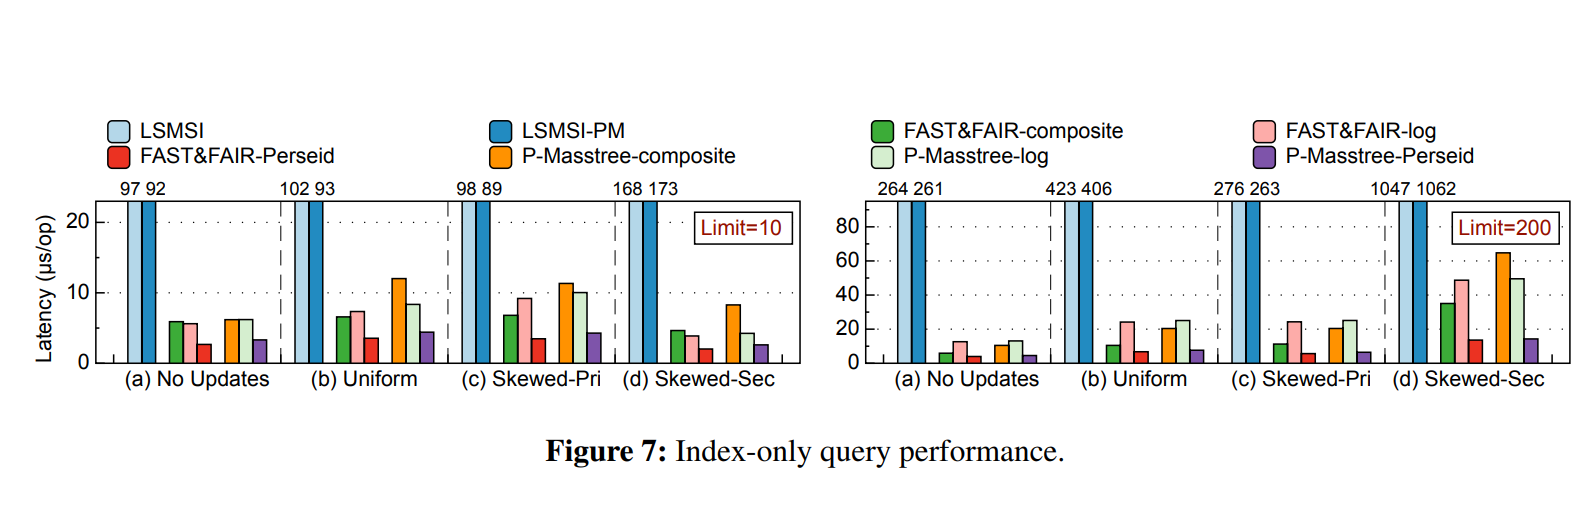 LSMSI LSMSI-PM FAST&FAIR-composite FAST&FAIR-log
FAST&FAIR-Perseid P-Masstree-composite P-Masstree-log P-Masstree-Perseid
97 92 102 93 98 89 168 173
Latency (μs/op)
20
10
0
Limit=10
(a) No Updates (b) Uniform (c) Skewed-Pri (d) Skewed-Sec
264 261 423 406 276 263 1047 1062
80
60
40
20
0
Limit=200
(a) No Updates (b) Uniform (c) Skewed-Pri (d) Skewed-Sec
Figure 7: Index-only query performance.